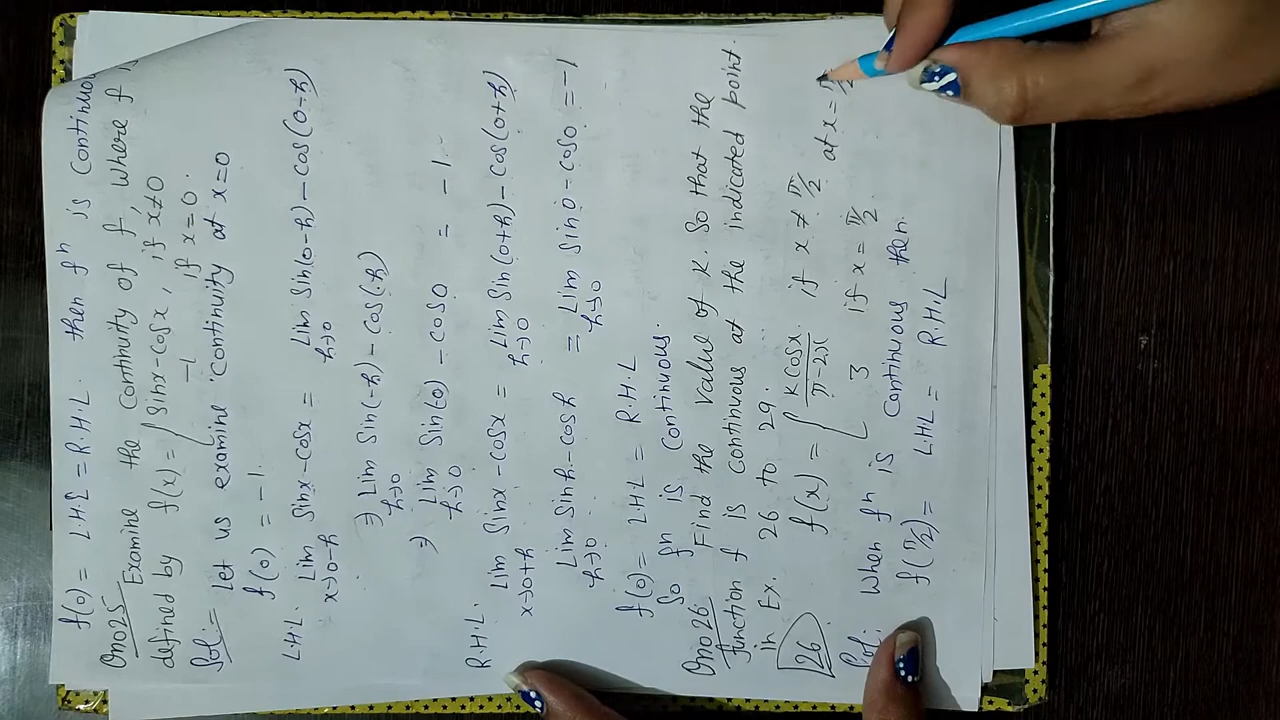 f(0) = L.H.L = R.H.L. then fⁿ is Continuou
Qno25 Examine the continuity of f, where f is
defined by f(x) = { sinx-cosx, if x≠0
-1 if x=0.
Sol:- Let us examine continuity at x=0
f(0) = -1.
L.H.L. Lim x→0-h sinx-cosx = Lim h→0 sin(0-h)-cos(0-h)
⇒ Lim h→0 sin(-h)-cos(-h)
⇒ Lim h→0 sin(-0)-cos0 = -1.
R.H.L. Lim x→0+h sinx-cosx = Lim h→0 sin(0+h)-cos(0+h)
Lim h→0 sinh-cosh = Lim h→0 sin0-cos0 = -1
f(0) = L.H.L = R.H.L
So fn is continuous.
Qno26. Find the value of K. So that the
function f is continuous at the indicated point.
in Ex. 26 to 29.
26 f(x) = { Kcosx/π-2x if x ≠ π/2 at x = π/2
3 if x = π/2.
Sol. When fⁿ is continuous then.
f(π/2) = L.H.L = R.H.L